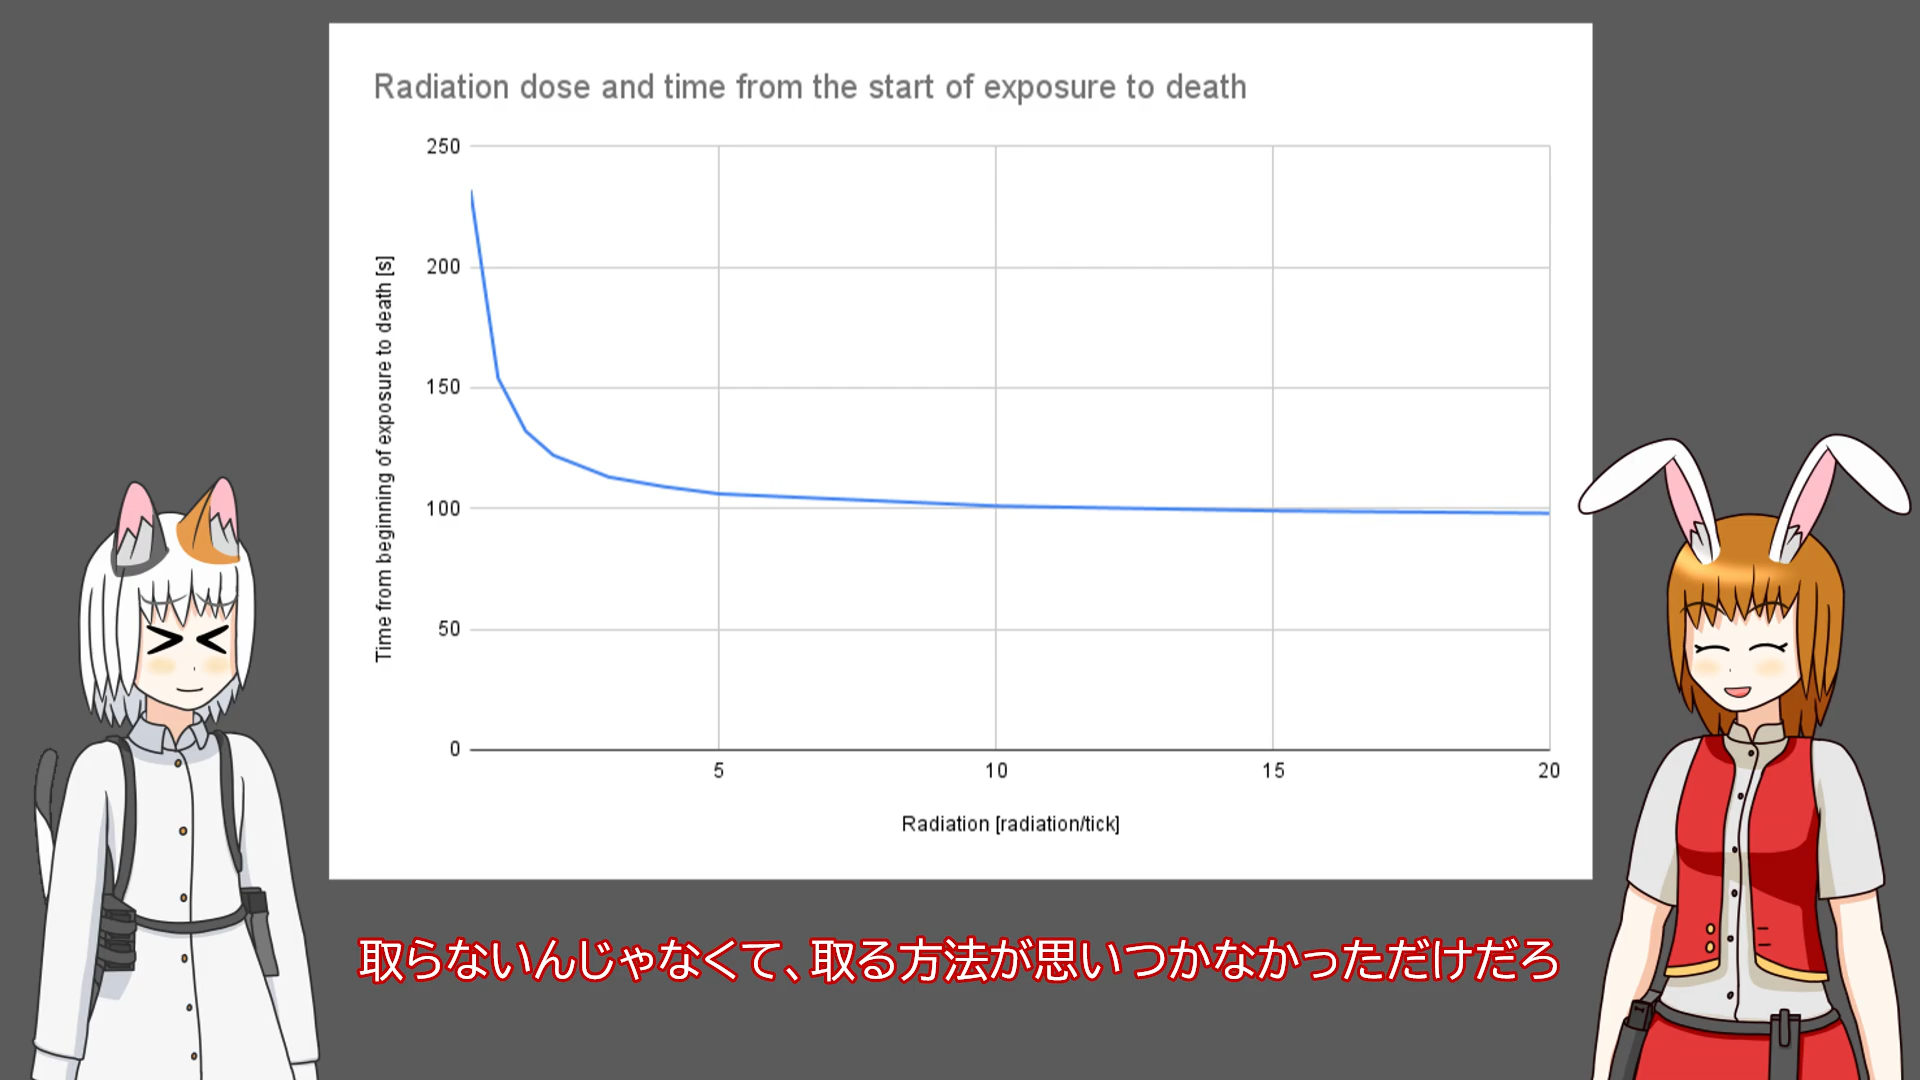 Radiation dose and time from the start of exposure to death
Time from beginning of exposure to death [s]
250
200
150
100
50
0
5 10 15 20
Radiation [radiation/tick]
取らないんじゃなくて、取る方法が思いつかなかっただけだろ